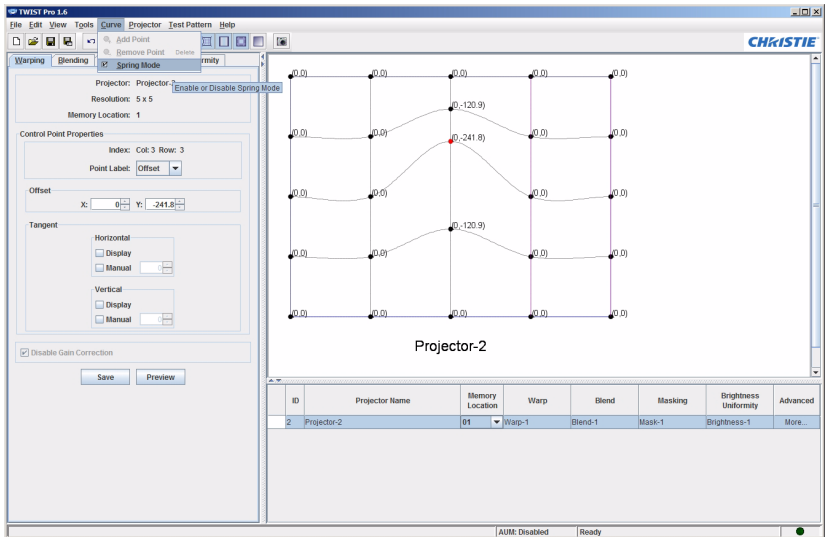 TWIST Pro 1.6
File Edit View Tools Curve Projector Test Pattern Help
Add Point
Remove Point Delete
Spring Mode
Enable or Disable Spring Mode
CHRISTIE
Warping Blending rmity
Projector: Projector-2
Resolution: 5 x 5
Memory Location: 1
Control Point Properties
Index: Col: 3 Row: 3
Point Label: Offset
Offset
X: 0 Y: -241.8
Tangent
Horizontal
Display
Manual 0
Vertical
Display
Manual 0
Disable Gain Correction
Save Preview
(0,0) (0,0) (0,0) (0,0) (0,0)
(0,0) (0,0) (0,-120.9) (0,0) (0,0)
(0,0) (0,0) (0,-241.8) (0,0) (0,0)
(0,0) (0,0) (0,-120.9) (0,0) (0,0)
(0,0) (0,0) (0,0) (0,0) (0,0)
Projector-2
ID Projector Name Memory Location Warp Blend Masking Brightness Uniformity Advanced
2 Projector-2 01 Warp-1 Blend-1 Mask-1 Brightness-1 More...
AUM: Disabled Ready